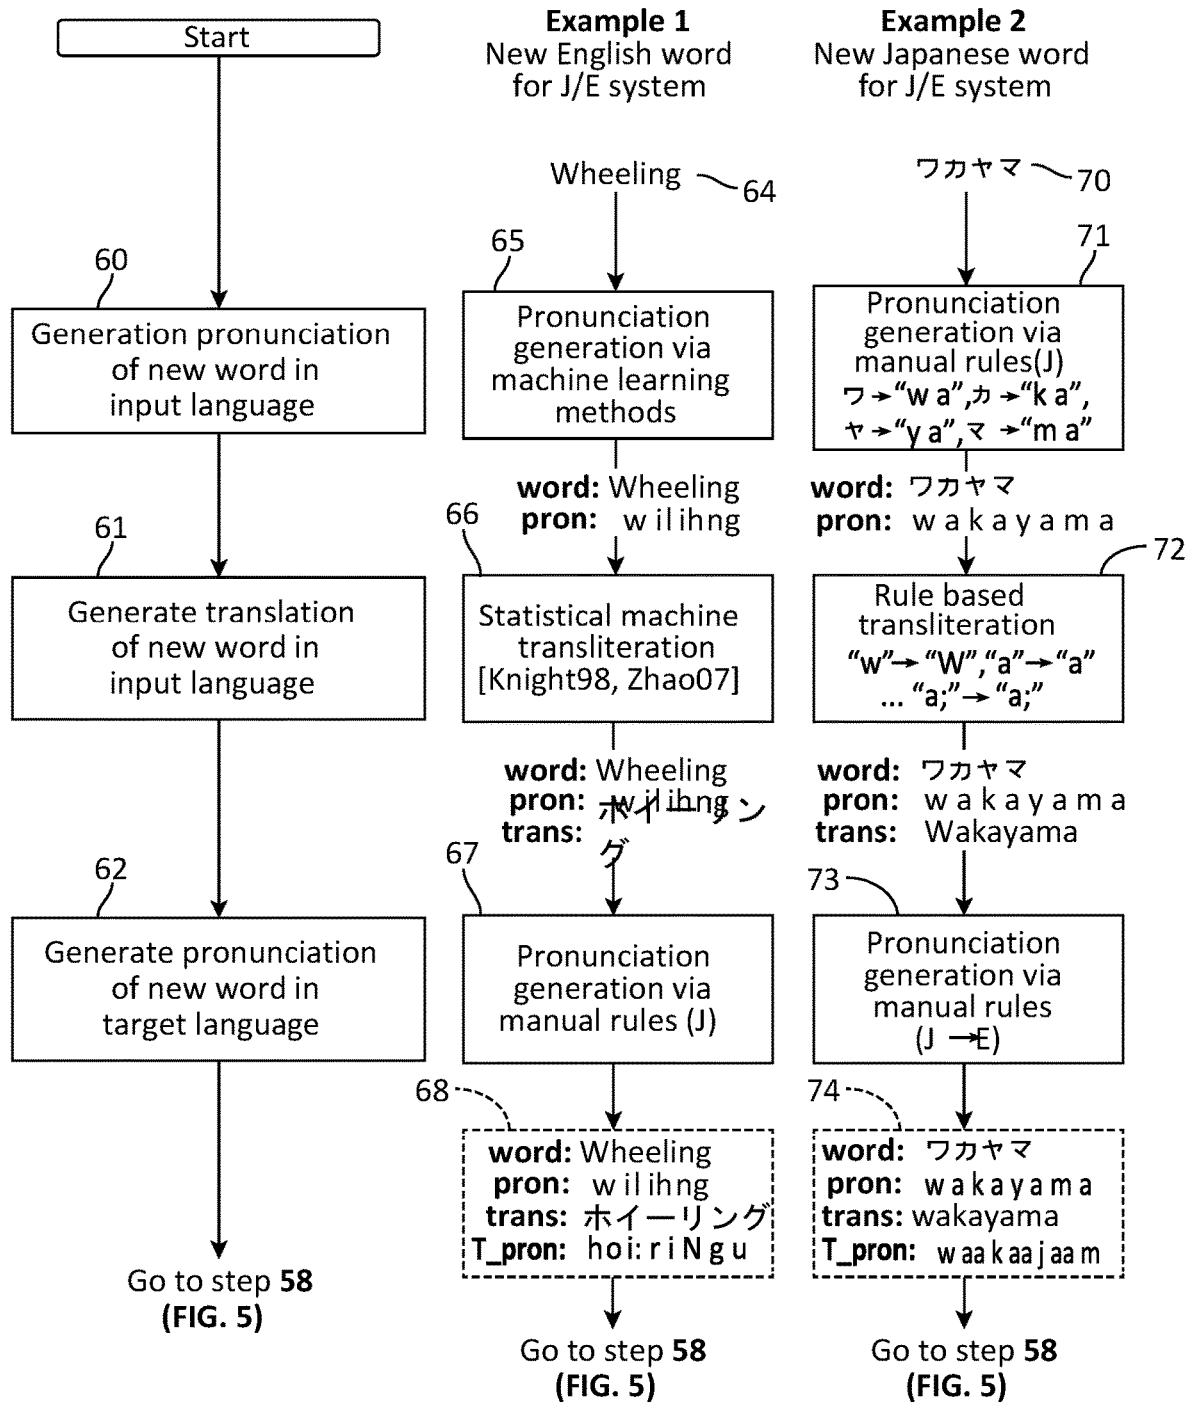 Start
60
Generation pronunciation
of new word in
input language
61
Generate translation
of new word in
input language
62
Generate pronunciation
of new word in
target language
Go to step 58
(FIG. 5)
Example 1
New English word
for J/E system
Wheeling
64
65
Pronunciation
generation via
machine learning
methods
word: Wheeling
pron: w il ihng
66
Statistical machine
transliteration
[Knight98, Zhao07]
word: Wheeling
pron: w il ihng
trans: ホイーリン
グ
67
Pronunciation
generation via
manual rules (J)
68
word: Wheeling
pron: w il ihng
trans: ホイーリング
T_pron: h o i: r i N g u
Go to step 58
(FIG. 5)
Example 2
New Japanese word
for J/E system
ワカヤマ
70
71
Pronunciation
generation via
manual rules(J)
ワ→“w a”,カ→“k a”,
ヤ→“y a”,マ→“m a”
word: ワカヤマ
pron: w a k a y a m a
72
Rule based
transliteration
“w”→ “W”,“a”→“a”
... “a;”→ “a;”
word: ワカヤマ
pron: w a k a y a m a
trans: Wakayama
73
Pronunciation
generation via
manual rules
(J →E)
74
word: ワカヤマ
pron: w a k a y a m a
trans: wakayama
T_pron: w aa k aa j aa m
Go to step 58
(FIG. 5)